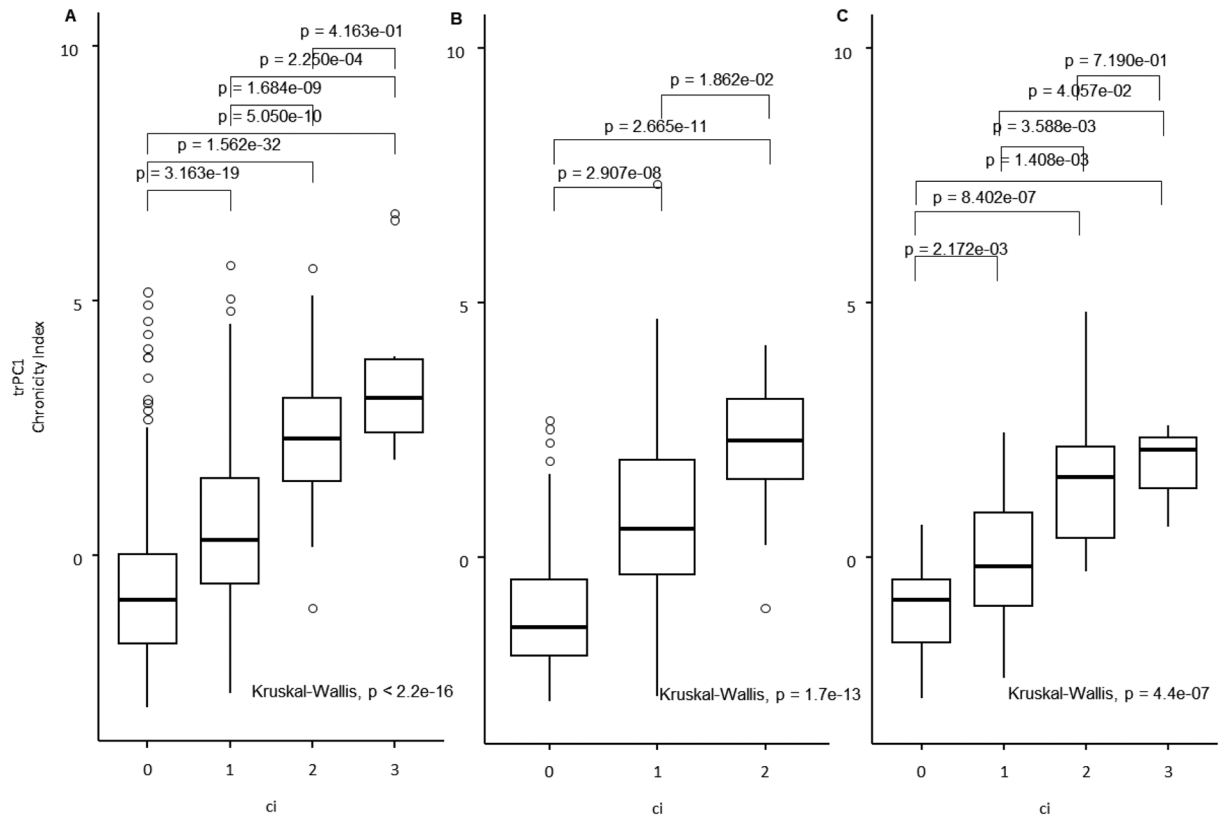 A
p = 4.163e-01
p = 2.250e-04
p = 1.684e-09
p = 5.050e-10
p = 1.562e-32
p = 3.163e-19
10
5
0
trPC1
Chronicity Index
Kruskal-Wallis, p < 2.2e-16
0 1 2 3
ci
B
p = 1.862e-02
p = 2.665e-11
p = 2.907e-08
10
5
0
Kruskal-Wallis, p = 1.7e-13
0 1 2
ci
C
p = 7.190e-01
p = 4.057e-02
p = 3.588e-03
p = 1.408e-03
p = 8.402e-07
p = 2.172e-03
10
5
0
Kruskal-Wallis, p = 4.4e-07
0 1 2 3
ci